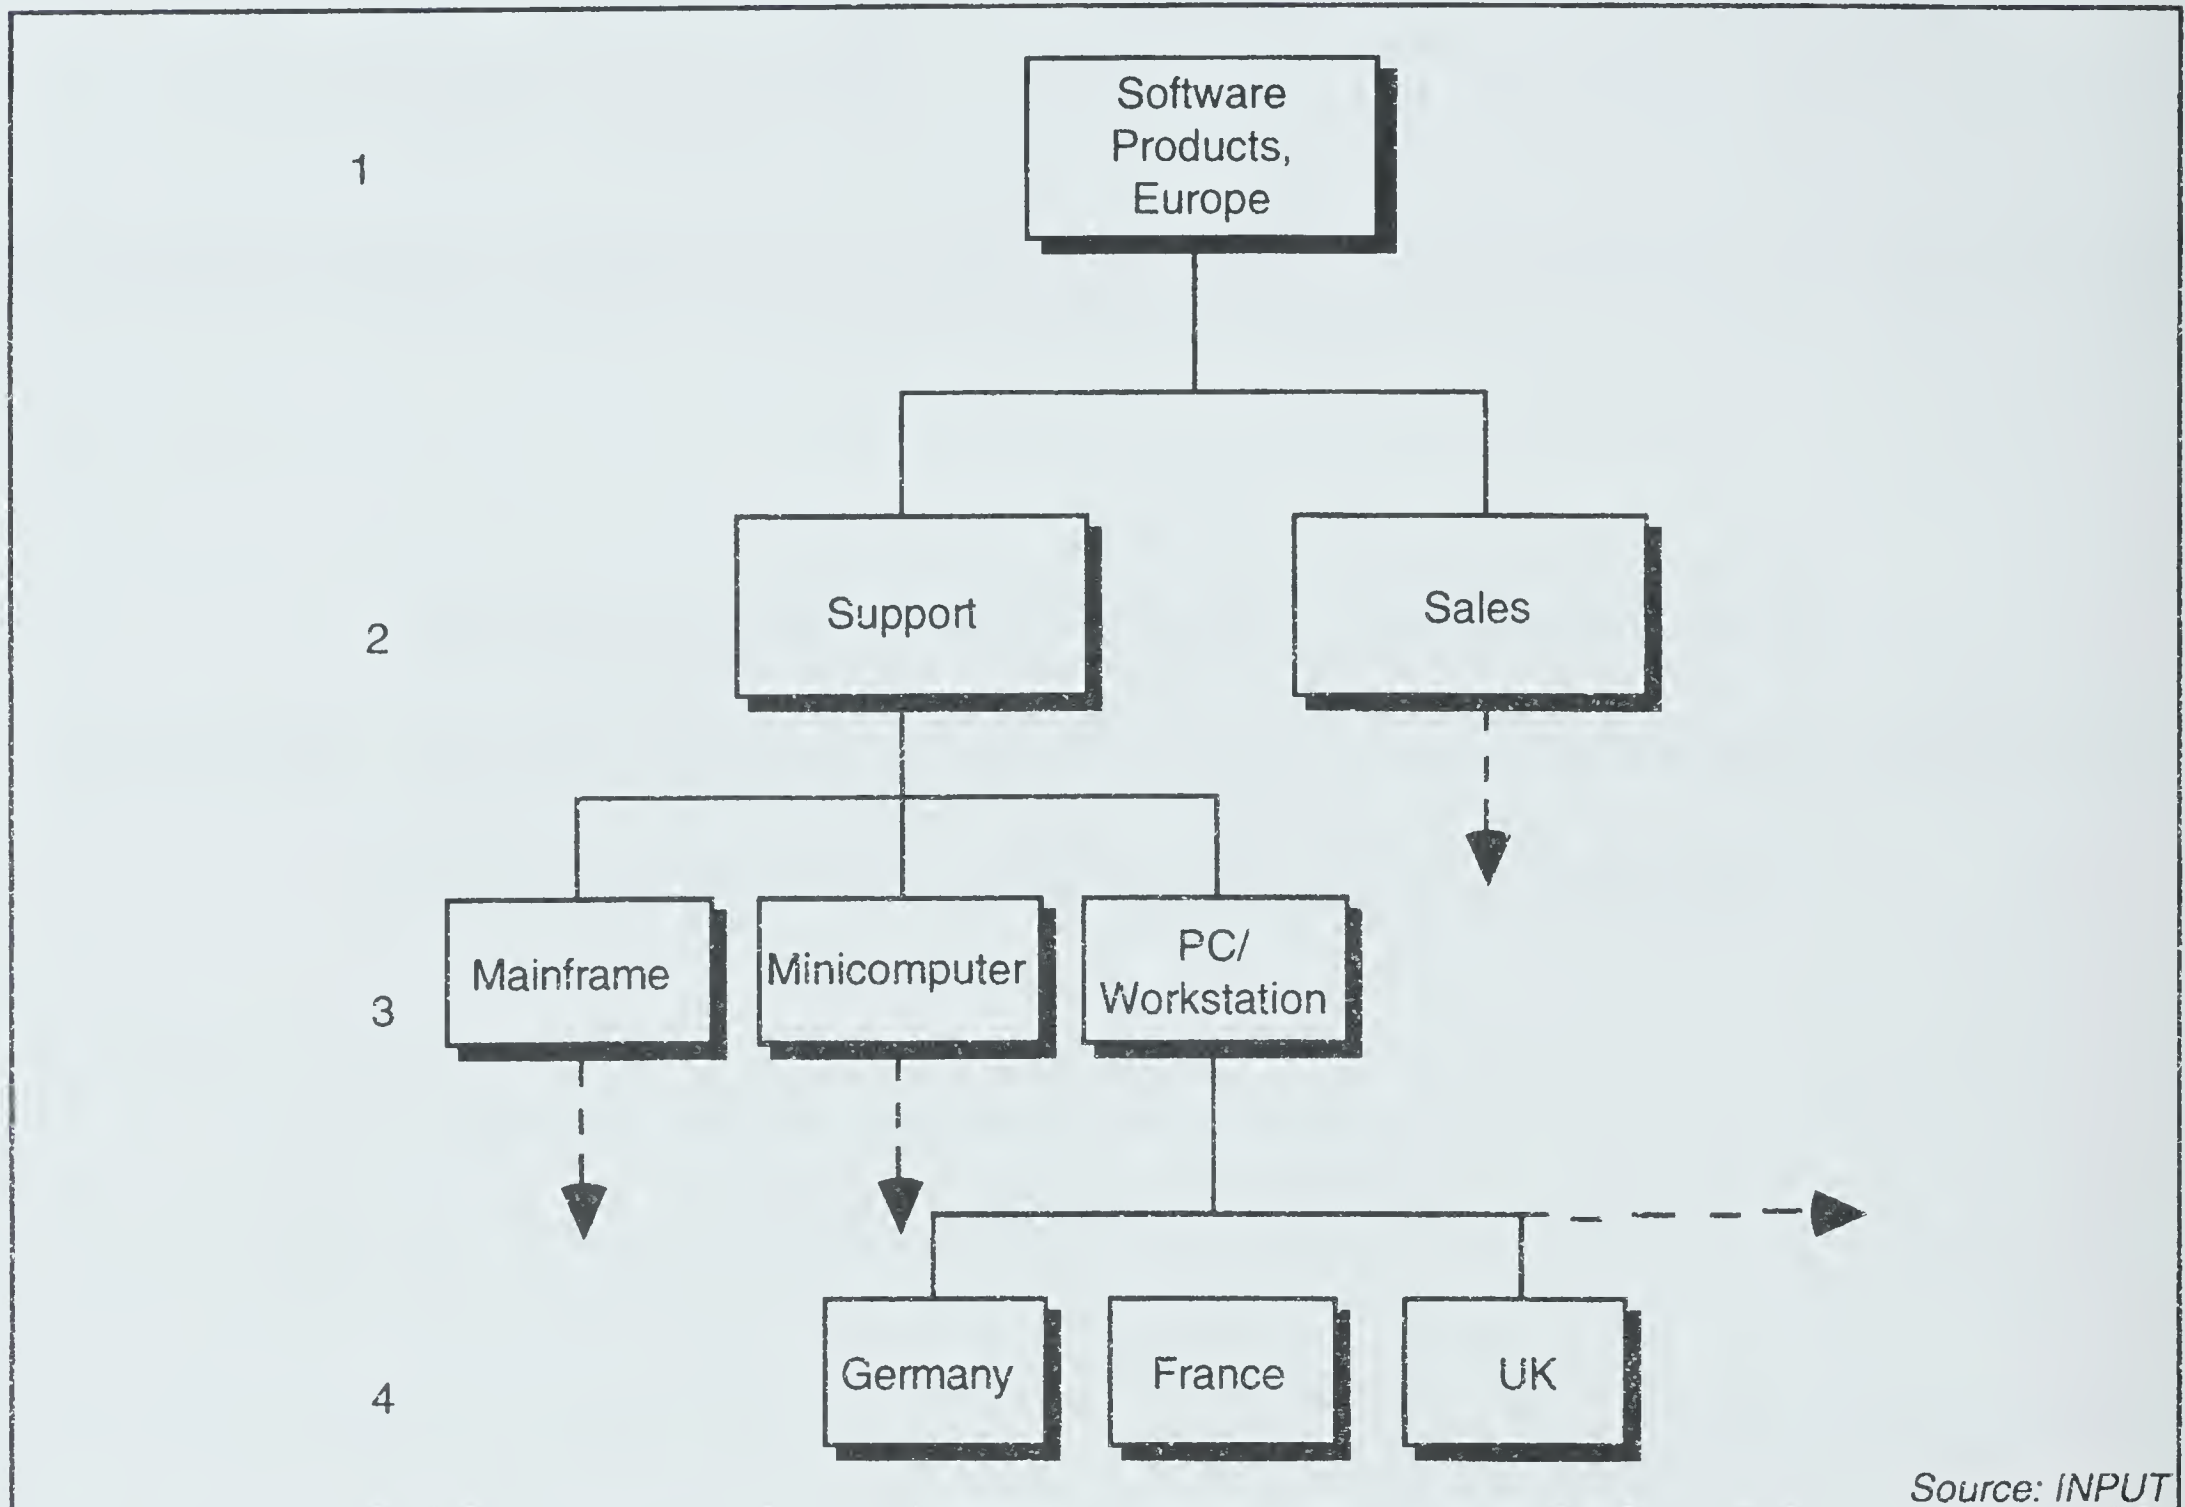 1
Software
Products,
Europe
2
Support
Sales
3
Mainframe
Minicomputer
PC/
Workstation
4
Germany
France
UK
Source: INPUT